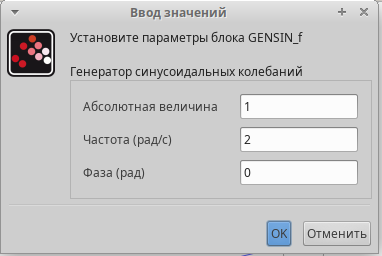 Ввод значений
Установите параметры блока GENSIN_f
Генератор синусоидальных колебаний
Абсолютная величина 1
Частота (рад/с) 2
Фаза (рад) 0
OK Отменить